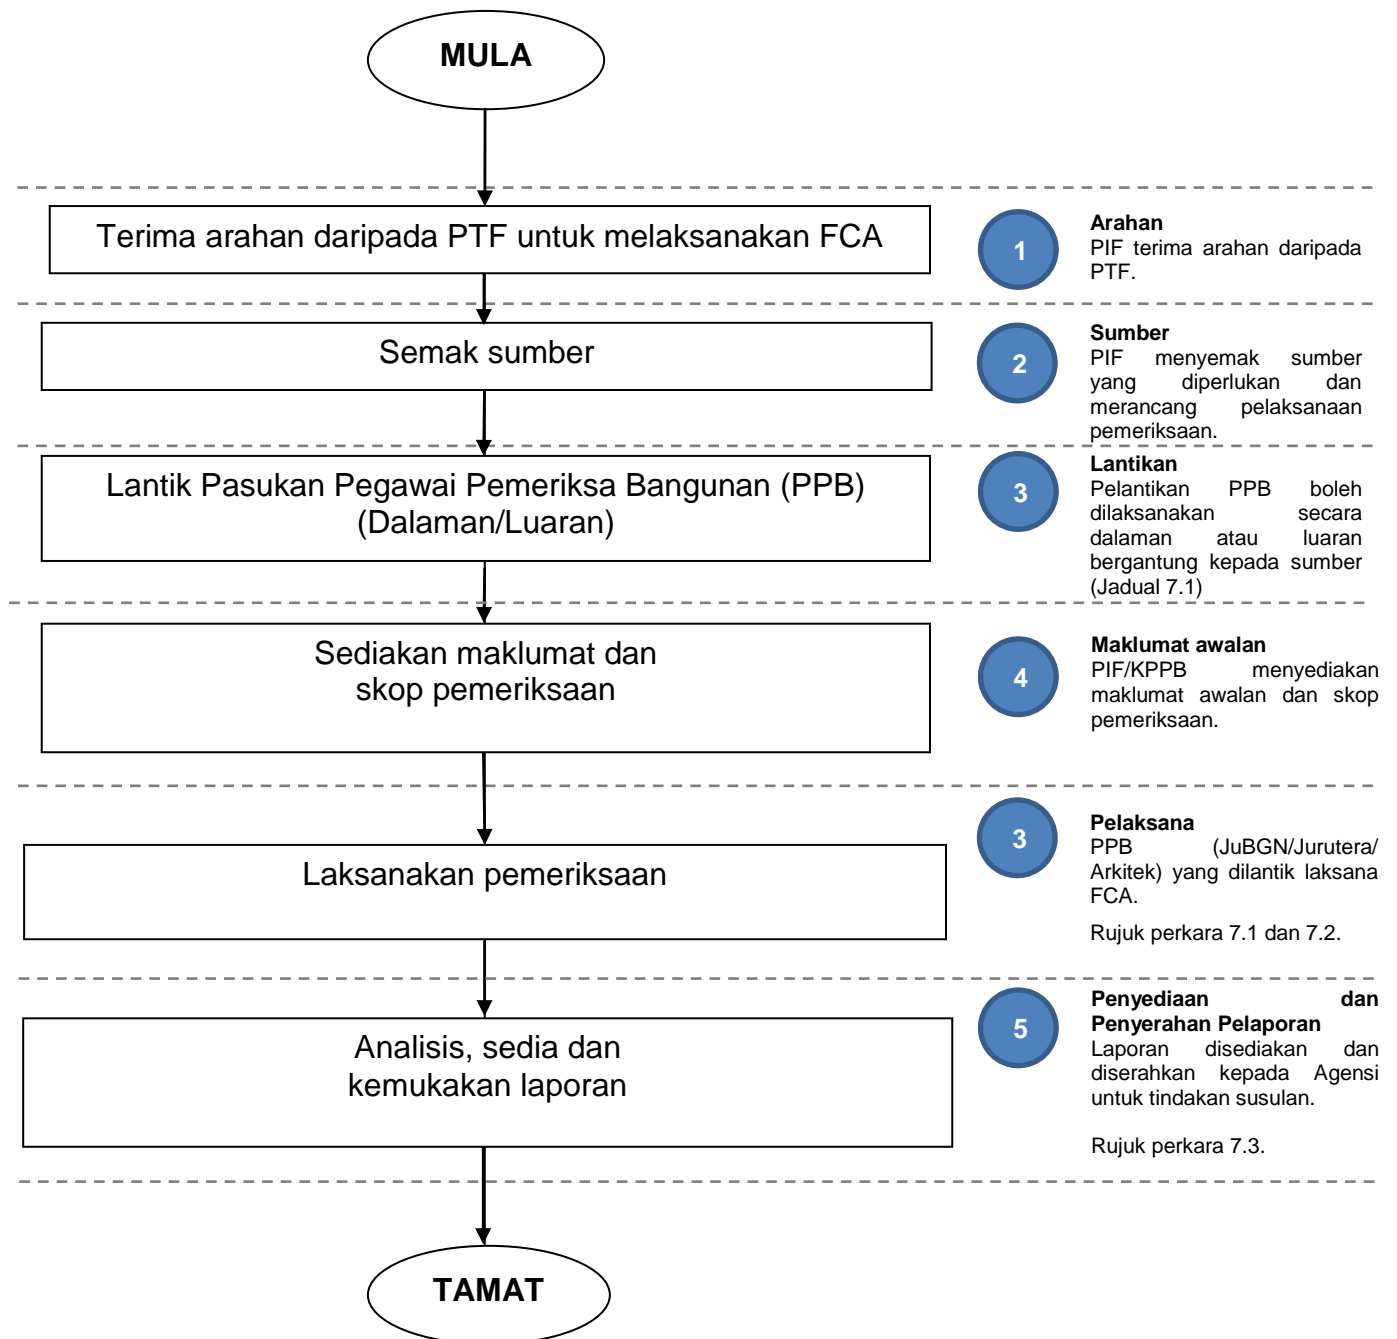 MULA
Terima arahan daripada PTF untuk melaksanakan FCA
1
Arahan
PIF terima arahan daripada
PTF.
Semak sumber
2
Sumber
PIF menyemak sumber
yang diperlukan dan
merancang pelaksanaan
pemeriksaan.
Lantik Pasukan Pegawai Pemeriksa Bangunan (PPB)
(Dalaman/Luaran)
3
Lantikan
Pelantikan PPB boleh
dilaksanakan secara
dalaman atau luaran
bergantung kepada sumber
(Jadual 7.1)
Sediakan maklumat dan
skop pemeriksaan
4
Maklumat awalan
PIF/KPPB menyediakan
maklumat awalan dan skop
pemeriksaan.
Laksanakan pemeriksaan
3
Pelaksana
PPB (JuBGN/Jurutera/
Arkitek) yang dilantik laksana
FCA.
Rujuk perkara 7.1 dan 7.2.
Analisis, sedia dan
kemukakan laporan
5
Penyediaan dan
Penyerahan Pelaporan
Laporan disediakan dan
diserahkan kepada Agensi
untuk tindakan susulan.
Rujuk perkara 7.3.
TAMAT